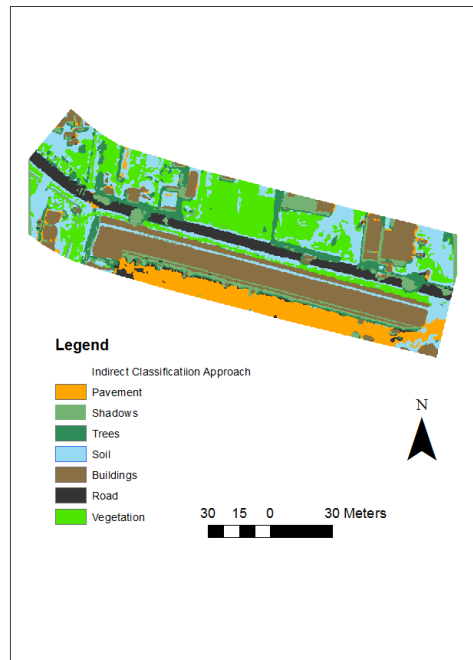 Legend
Indirect Classificatiion Approach
Pavement
Shadows
Trees
Soil
Buildings
Road
Vegetation
N
30 15 0 30 Meters